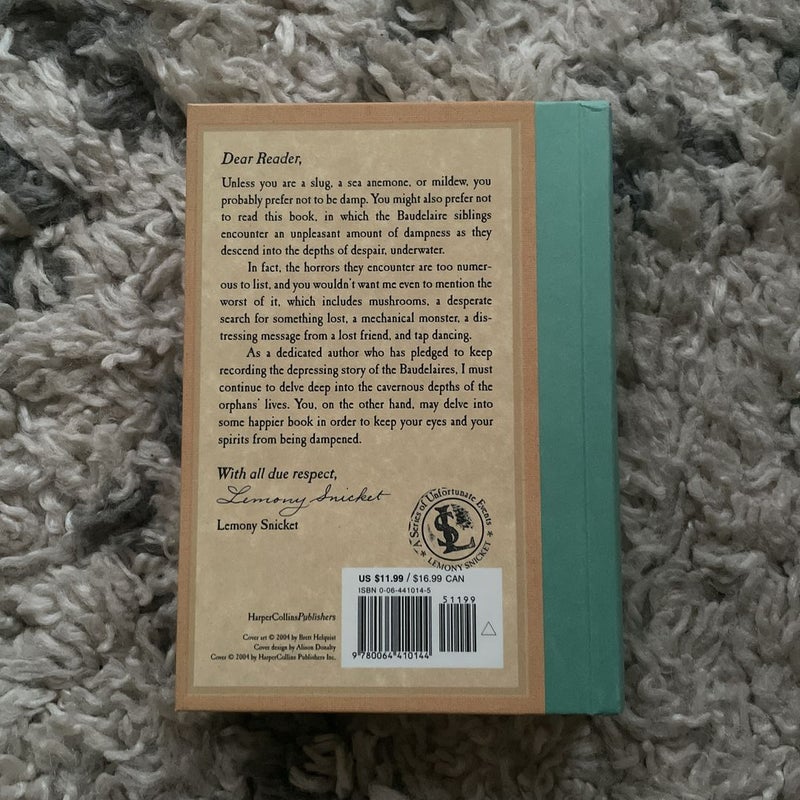 Dear Reader,
Unless you are a slug, a sea anemone, or mildew, you
probably prefer not to be damp. You might also prefer not
to read this book, in which the Baudelaire siblings
encounter an unpleasant amount of dampness as they
descend into the depths of despair, underwater.
In fact, the horrors they encounter are too numer-
ous to list, and you wouldn't want me even to mention the
worst of it, which includes mushrooms, a desperate
search for something lost, a mechanical monster, a dis-
tressing message from a lost friend, and tap dancing.
As a dedicated author who has pledged to keep
recording the depressing story of the Baudelaires, I must
continue to delve deep into the cavernous depths of the
orphans' lives. You, on the other hand, may delve into
some happier book in order to keep your eyes and your
spirits from being dampened.
With all due respect,
Lemony Snicket
Lemony Snicket
A Series of Unfortunate Events
LS
★ LEMONY SNICKET ★
US $11.99 / $16.99 CAN
ISBN 0-06-441014-5
51199
9 780064 410144
HarperCollinsPublishers
Cover art © 2004 by Brett Helquist
Cover design by Alison Donalty
Cover © 2004 by HarperCollins Publishers Inc.